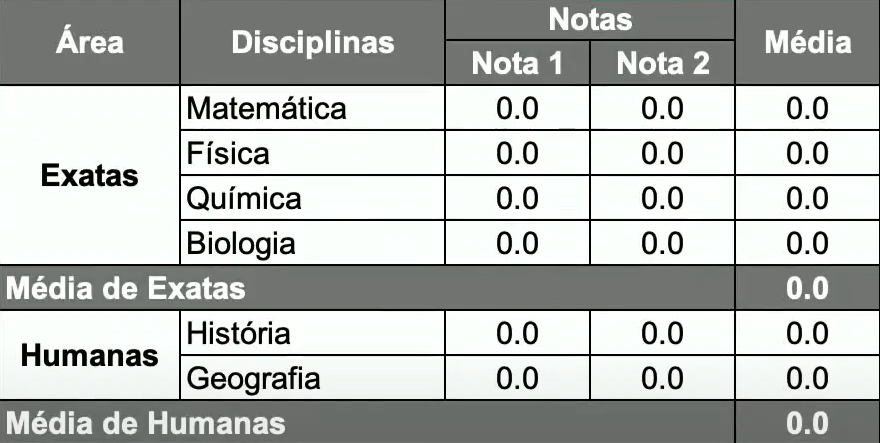 Área Disciplinas Notas Média
Nota 1 Nota 2
Exatas Matemática 0.0 0.0 0.0
Física 0.0 0.0 0.0
Química 0.0 0.0 0.0
Biologia 0.0 0.0 0.0
Média de Exatas 0.0
Humanas História 0.0 0.0 0.0
Geografia 0.0 0.0 0.0
Média de Humanas 0.0